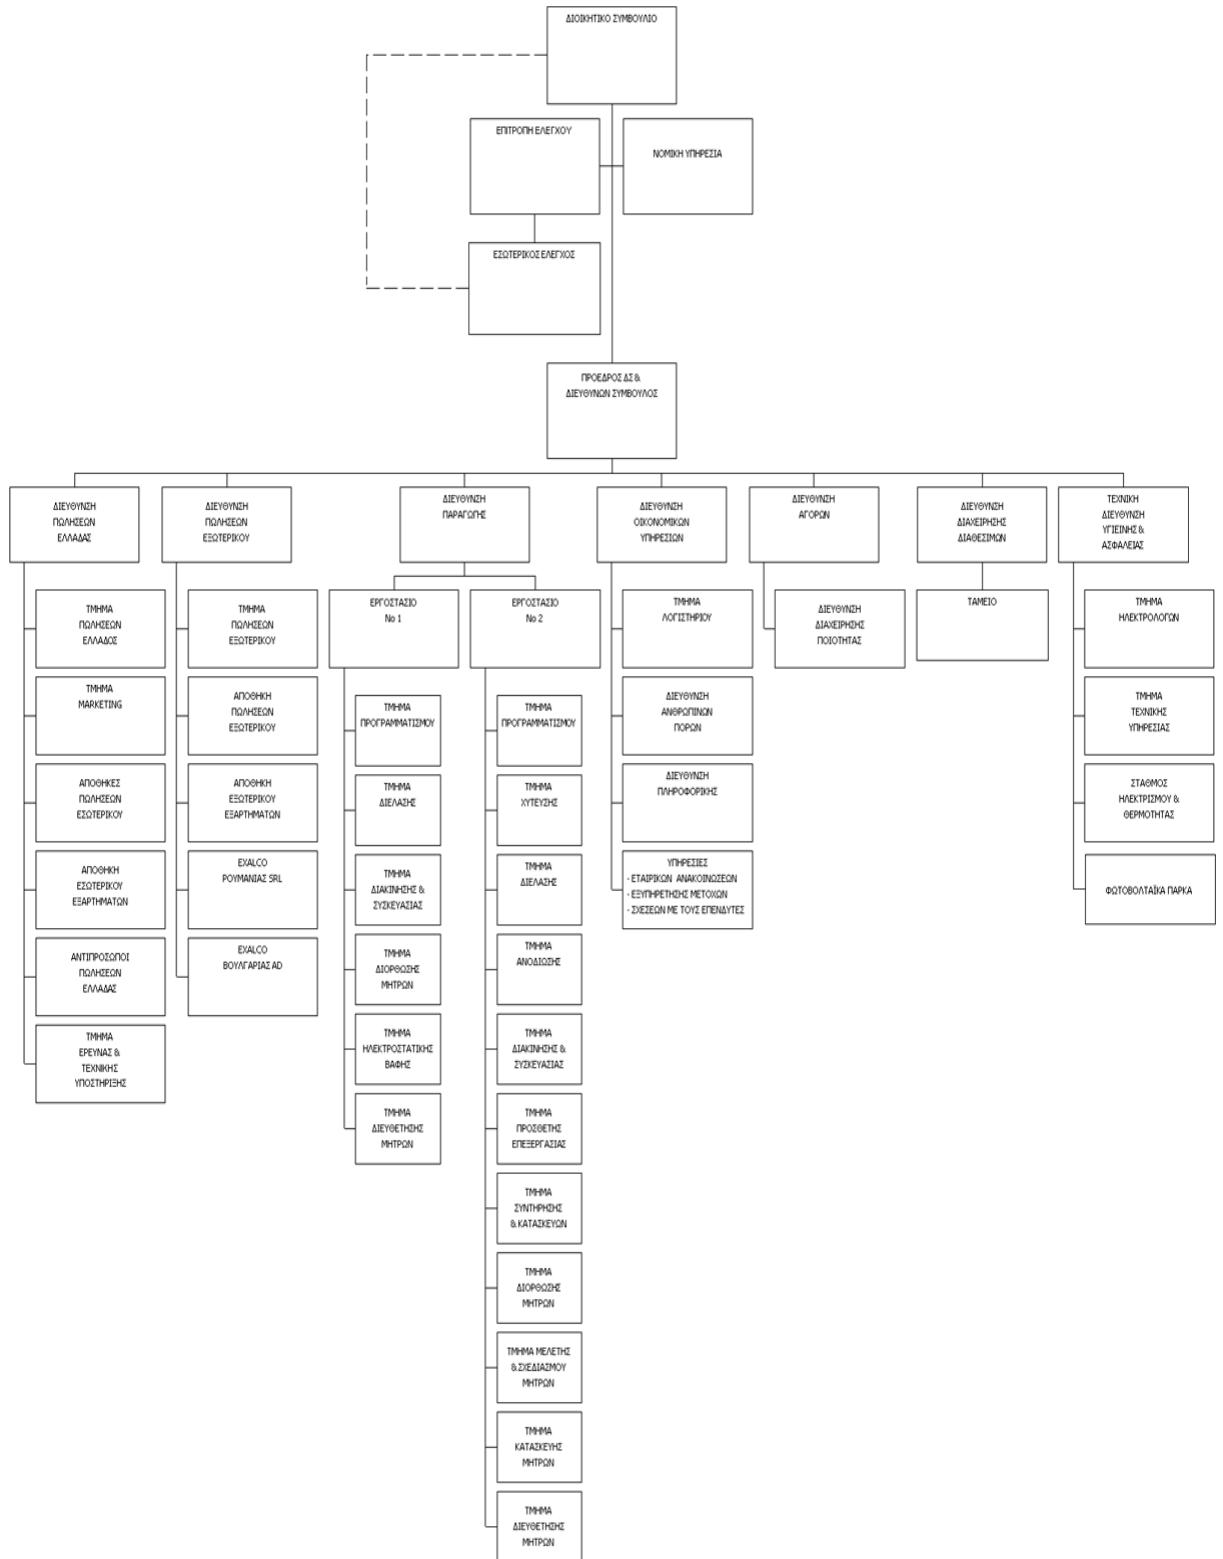 ΔΙΟΙΚΗΤΙΚΟ ΣΥΜΒΟΥΛΙΟ
ΕΠΙΤΡΟΠΗ ΕΛΕΓΧΟΥ
ΝΟΜΙΚΗ ΥΠΗΡΕΣΙΑ
ΕΣΩΤΕΡΙΚΟΣ ΕΛΕΓΧΟΣ
ΠΡΟΕΔΡΟΣ ΔΣ &
ΔΙΕΥΘΥΝΩΝ ΣΥΜΒΟΥΛΟΣ
ΔΙΕΥΘΥΝΣΗ
ΠΩΛΗΣΕΩΝ
ΕΛΛΑΔΑΣ
ΤΜΗΜΑ
ΠΩΛΗΣΕΩΝ
ΕΛΛΑΔΟΣ
ΤΜΗΜΑ
MARKETING
ΑΠΟΘΗΚΕΣ
ΠΩΛΗΣΕΩΝ
ΕΣΩΤΕΡΙΚΟΥ
ΑΠΟΘΗΚΗ
ΕΣΩΤΕΡΙΚΟΥ
ΕΞΑΡΤΗΜΑΤΩΝ
ΑΝΤΙΠΡΟΣΩΠΟΙ
ΠΩΛΗΣΕΩΝ
ΕΛΛΑΔΑΣ
ΤΜΗΜΑ
ΕΡΕΥΝΑΣ &
ΤΕΧΝΙΚΗΣ
ΥΠΟΣΤΗΡΙΞΗΣ
ΔΙΕΥΘΥΝΣΗ
ΠΩΛΗΣΕΩΝ
ΕΞΩΤΕΡΙΚΟΥ
ΤΜΗΜΑ
ΠΩΛΗΣΕΩΝ
ΕΞΩΤΕΡΙΚΟΥ
ΑΠΟΘΗΚΗ
ΠΩΛΗΣΕΩΝ
ΕΞΩΤΕΡΙΚΟΥ
ΑΠΟΘΗΚΗ
ΕΞΩΤΕΡΙΚΟΥ
ΕΞΑΡΤΗΜΑΤΩΝ
EXALCO
ΡΟΥΜΑΝΙΑΣ SRL
EXALCO
ΒΟΥΛΓΑΡΙΑΣ AD
ΔΙΕΥΘΥΝΣΗ
ΠΑΡΑΓΩΓΗΣ
ΕΡΓΟΣΤΑΣΙΟ
No 1
ΤΜΗΜΑ
ΠΡΟΓΡΑΜΜΑΤΙΣΜΟΥ
ΤΜΗΜΑ
ΔΙΕΛΑΣΗΣ
ΤΜΗΜΑ
ΔΙΑΚΙΝΗΣΗΣ &
ΣΥΣΚΕΥΑΣΙΑΣ
ΤΜΗΜΑ
ΔΙΟΡΘΩΣΗΣ
ΜΗΤΡΩΝ
ΤΜΗΜΑ
ΗΛΕΚΤΡΟΣΤΑΤΙΚΗΣ
ΒΑΦΗΣ
ΤΜΗΜΑ
ΔΙΕΥΘΕΤΗΣΗΣ
ΜΗΤΡΩΝ
ΕΡΓΟΣΤΑΣΙΟ
No 2
ΤΜΗΜΑ
ΠΡΟΓΡΑΜΜΑΤΙΣΜΟΥ
ΤΜΗΜΑ
ΧΥΤΕΥΣΗΣ
ΤΜΗΜΑ
ΔΙΕΛΑΣΗΣ
ΤΜΗΜΑ
ΑΝΟΔΙΩΣΗΣ
ΤΜΗΜΑ
ΔΙΑΚΙΝΗΣΗΣ &
ΣΥΣΚΕΥΑΣΙΑΣ
ΤΜΗΜΑ
ΠΡΟΣΘΕΤΗΣ
ΕΠΕΞΕΡΓΑΣΙΑΣ
ΤΜΗΜΑ
ΣΥΝΤΗΡΗΣΗΣ
& ΚΑΤΑΣΚΕΥΩΝ
ΤΜΗΜΑ
ΔΙΟΡΘΩΣΗΣ
ΜΗΤΡΩΝ
ΤΜΗΜΑ ΜΕΛΕΤΗΣ
& ΣΧΕΔΙΑΣΜΟΥ
ΜΗΤΡΩΝ
ΤΜΗΜΑ
ΚΑΤΑΣΚΕΥΗΣ
ΜΗΤΡΩΝ
ΤΜΗΜΑ
ΔΙΕΥΘΕΤΗΣΗΣ
ΜΗΤΡΩΝ
ΔΙΕΥΘΥΝΣΗ
ΟΙΚΟΝΟΜΙΚΩΝ
ΥΠΗΡΕΣΙΩΝ
ΤΜΗΜΑ
ΛΟΓΙΣΤΗΡΙΟΥ
ΔΙΕΥΘΥΝΣΗ
ΑΝΘΡΩΠΙΝΩΝ
ΠΟΡΩΝ
ΔΙΕΥΘΥΝΣΗ
ΠΛΗΡΟΦΟΡΙΚΗΣ
ΥΠΗΡΕΣΙΕΣ
- ΕΤΑΙΡΙΚΩΝ ΑΝΑΚΟΙΝΩΣΕΩΝ
- ΕΞΥΠΗΡΕΤΗΣΗΣ ΜΕΤΟΧΩΝ
- ΣΧΕΣΕΩΝ ΜΕ ΤΟΥΣ ΕΠΕΝΔΥΤΕΣ
ΔΙΕΥΘΥΝΣΗ
ΑΓΟΡΩΝ
ΔΙΕΥΘΥΝΣΗ
ΔΙΑΧΕΙΡΗΣΗΣ
ΠΟΙΟΤΗΤΑΣ
ΔΙΕΥΘΥΝΣΗ
ΔΙΑΧΕΙΡΗΣΗΣ
ΔΙΑΘΕΣΙΜΩΝ
ΤΑΜΕΙΟ
ΤΕΧΝΙΚΗ
ΔΙΕΥΘΥΝΣΗ
ΥΓΙΕΙΝΗΣ &
ΑΣΦΑΛΕΙΑΣ
ΤΜΗΜΑ
ΗΛΕΚΤΡΟΛΟΓΩΝ
ΤΜΗΜΑ
ΤΕΧΝΙΚΗΣ
ΥΠΗΡΕΣΙΑΣ
ΣΤΑΘΜΟΣ
ΗΛΕΚΤΡΙΣΜΟΥ &
ΘΕΡΜΟΤΗΤΑΣ
ΦΩΤΟΒΟΛΤΑΪΚΑ ΠΑΡΚΑ